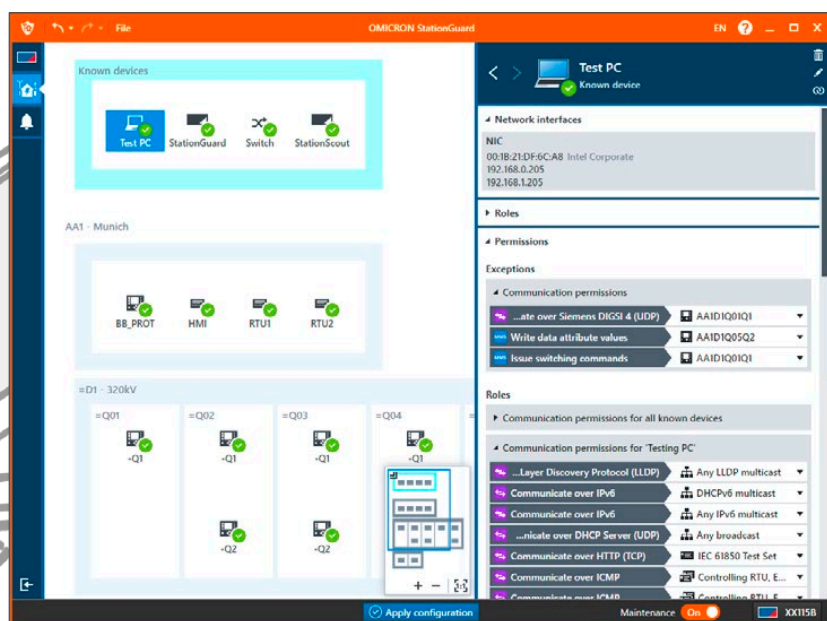 File
OMICRON StationGuard
EN
Known devices
Test PC
StationGuard
Switch
StationScout
AA1 - Munich
BB_PROT
HMI
RTU1
RTU2
=D1 - 320kV
=Q01
=Q02
=Q03
=Q04
-Q1
-Q1
-Q1
-Q1
-Q2
-Q2
Test PC
Known device
Network interfaces
NIC
00:1B:21:DF:6C:A8 Intel Corporate
192.168.0.205
192.168.1.205
Roles
Permissions
Exceptions
Communication permissions
...ate over Siemens DIGSI 4 (UDP) AA1D1Q01Q1
Write data attribute values AA1D1Q05Q2
Issue switching commands AA1D1Q01Q1
Roles
Communication permissions for all known devices
Communication permissions for 'Testing PC'
...Layer Discovery Protocol (LLDP) Any LLDP multicast
Communicate over IPv6 DHCPv6 multicast
Communicate over IPv6 Any IPv6 multicast
...nicate over DHCP Server (UDP) Any broadcast
Communicate over HTTP (TCP) IEC 61850 Test Set
Communicate over ICMP Controlling RTU, E...
Communicate over ICMP Controlling RTU, E...
Apply configuration
Maintenance On
XX115B